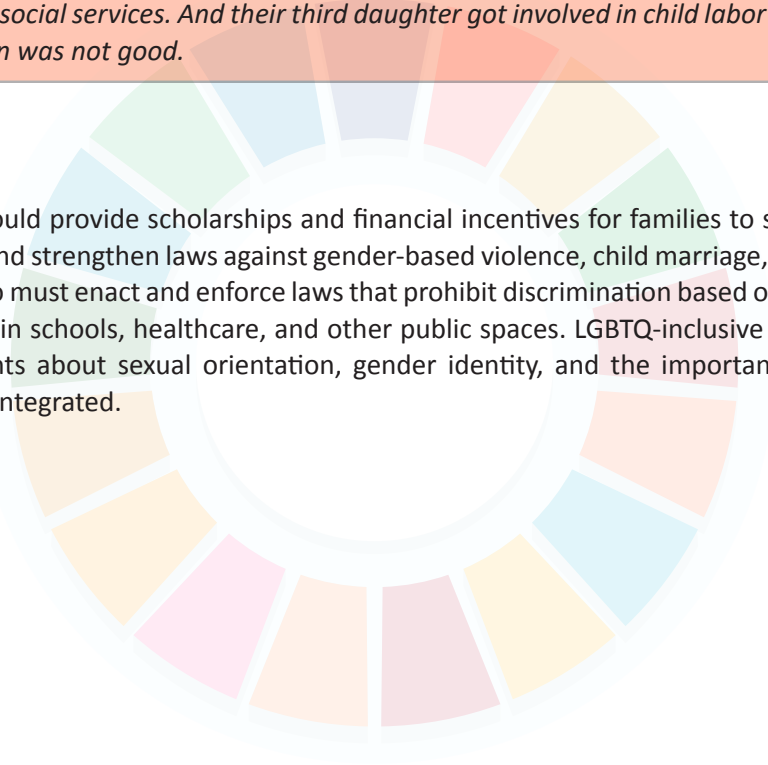 social services. And their third daughter got involved in child labor
n was not good.
ould provide scholarships and financial incentives for families to s
nd strengthen laws against gender-based violence, child marriage,
o must enact and enforce laws that prohibit discrimination based o
in schools, healthcare, and other public spaces. LGBTQ-inclusive
nts about sexual orientation, gender identity, and the importan
ntegrated.